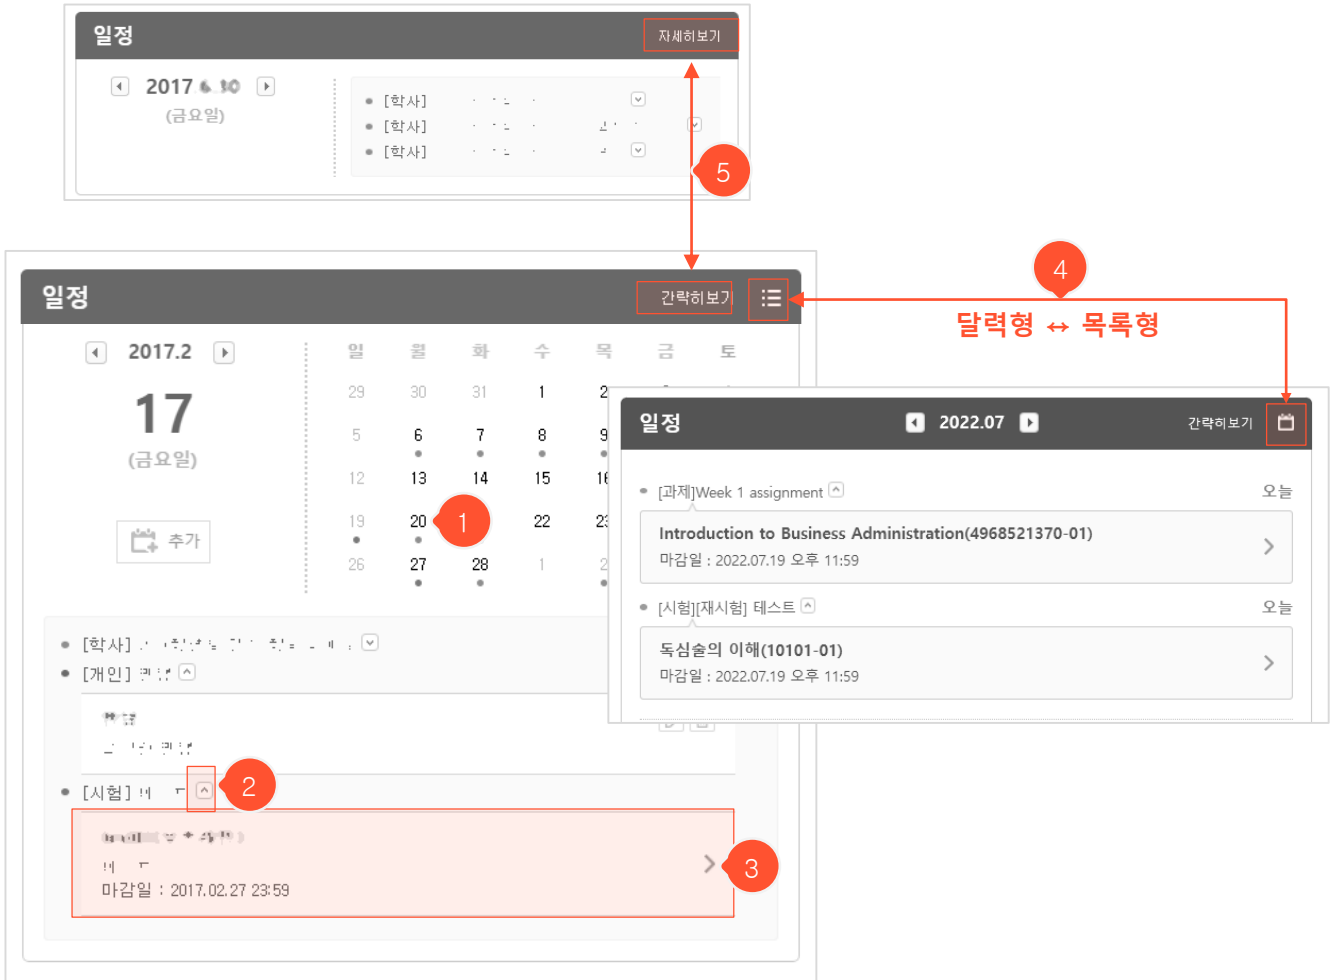 일정
자세히보기
2017
(금요일)
[학사]
[학사]
[학사]
5
4
달력형 ↔ 목록형
일정
간략히보기
2017.2
17
(금요일)
추가
일 월 화 수 목 금 토
29 30 31 1 2
5 6 7 8 9
12 13 14 15 16
19 20 1 22 23
26 27 28 1 2
[학사]
[개인]
[시험]
2
마감일 : 2017.02.27 23:59
3
일정
2022.07
간략히보기
[과제]Week 1 assignment
오늘
Introduction to Business Administration(4968521370-01)
마감일 : 2022.07.19 오후 11:59
[시험][재시험] 테스트
오늘
독심술의 이해(10101-01)
마감일 : 2022.07.19 오후 11:59